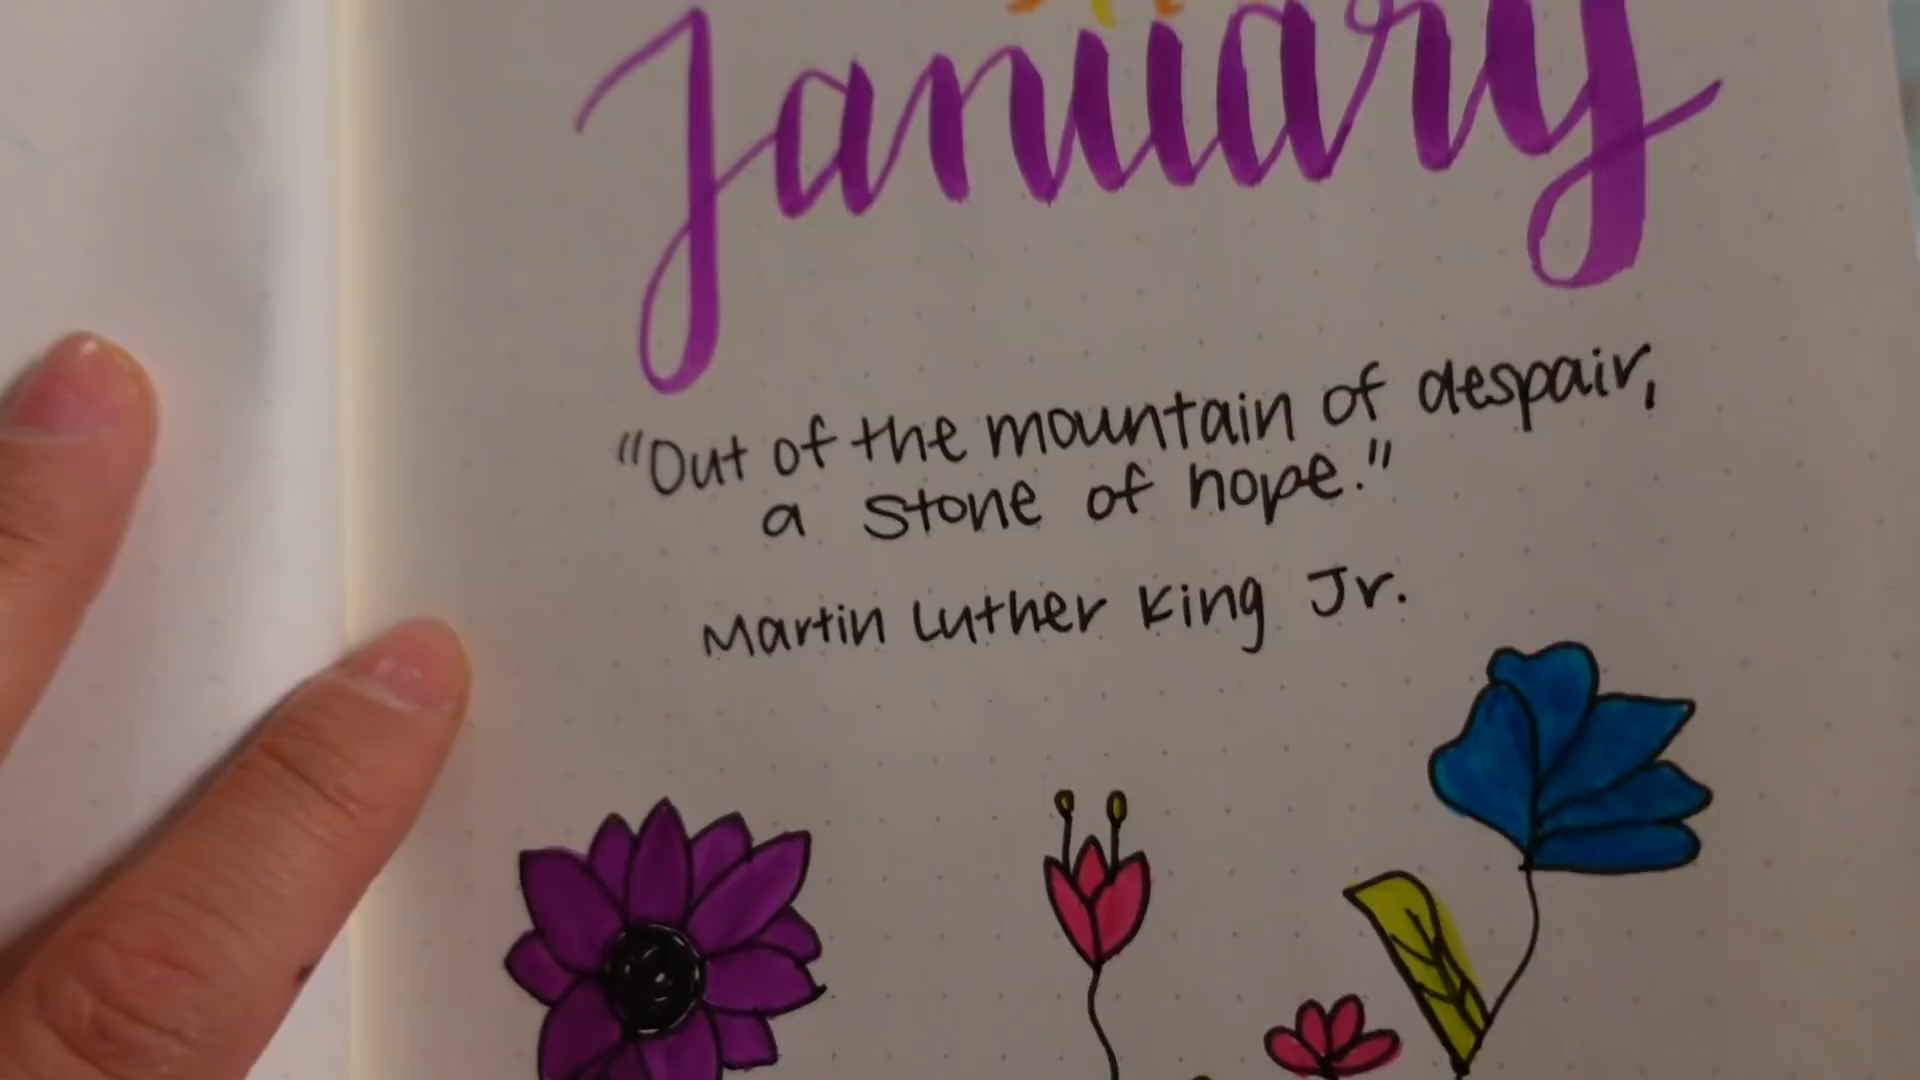 January
"Out of the mountain of despair,
a stone of hope."
Martin Luther King Jr.